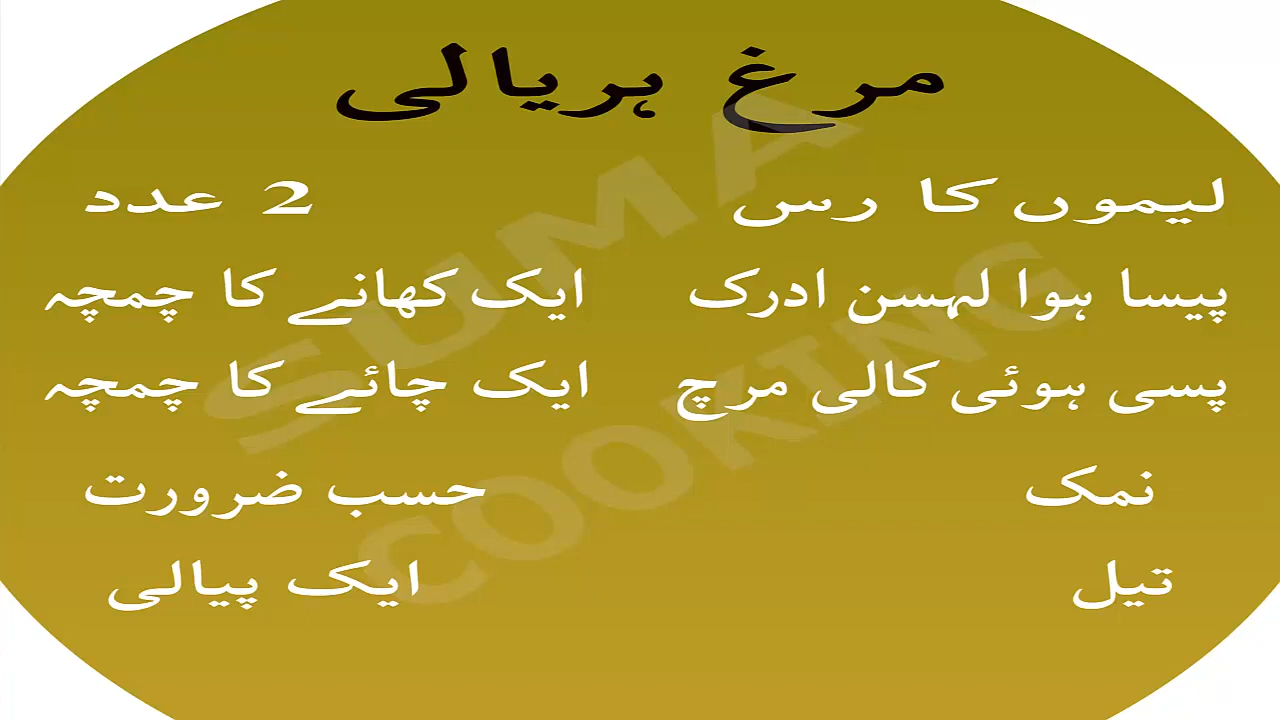 مرغ ہریالی
لیموں کا رس 2 عدد
پیسا ہوا لہسن ادرک ایک کھانے کا چمچہ
پسی ہوئی کالی مرچ ایک چائے کا چمچہ
نمک حسب ضرورت
تیل ایک پیالی
SUMA
COOKING